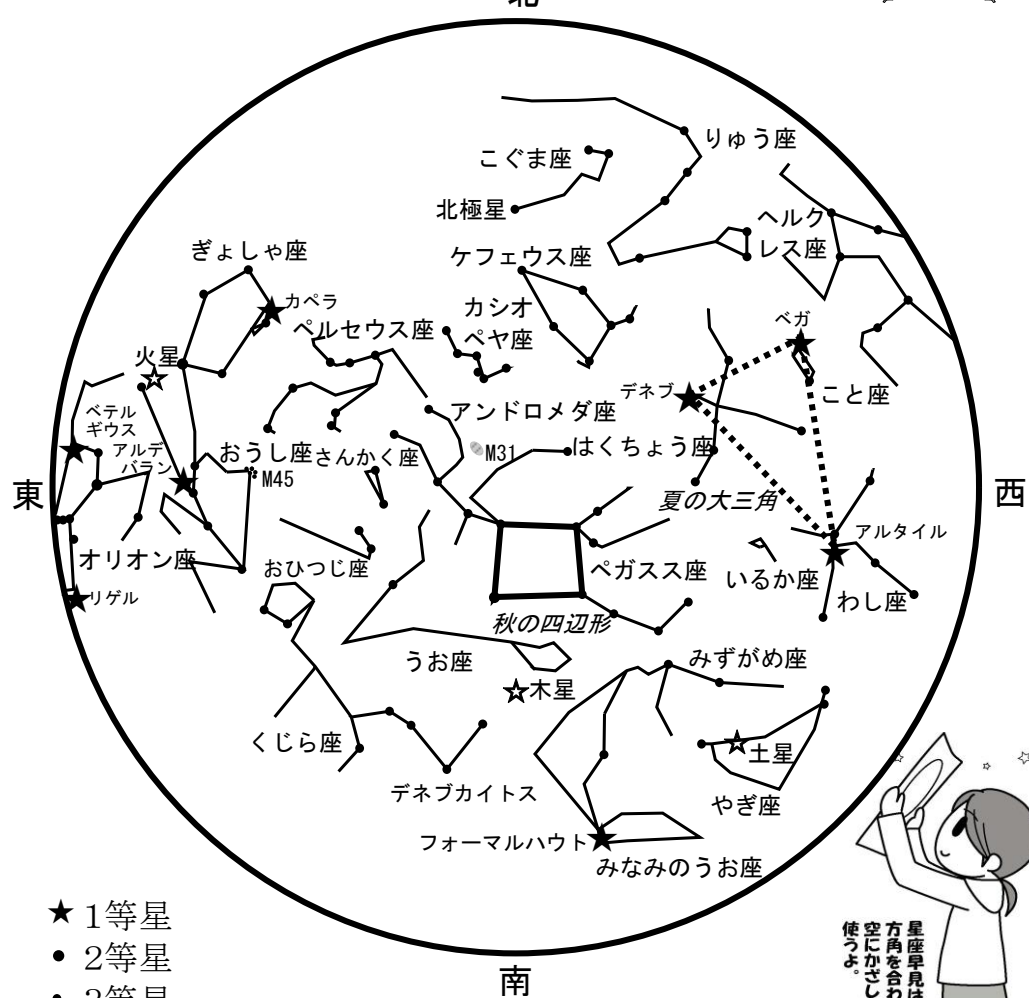 北
りゅう座
こぐま座
北極星
ヘルク
レス座
ケフェウス座
ぎょしゃ座
カペラ
カシオ
ペヤ座
ペルセウス座
ベガ
火星
デネブ
こと座
ベテル
ギウス
アンドロメダ座
アルデ
バラン
おうし座
さんかく座
M31
はくちょう座
M45
東
西
夏の大三角
アルタイル
オリオン座
おひつじ座
ペガスス座
いるか座
わし座
リゲル
秋の四辺形
うお座
みずがめ座
木星
くじら座
土星
デネブカイトス
やぎ座
フォーマルハウト
みなみのうお座
★ 1等星
• 2等星
• 3等星
南
星座早見は
方角を合わ
空にかざし
使うよ。